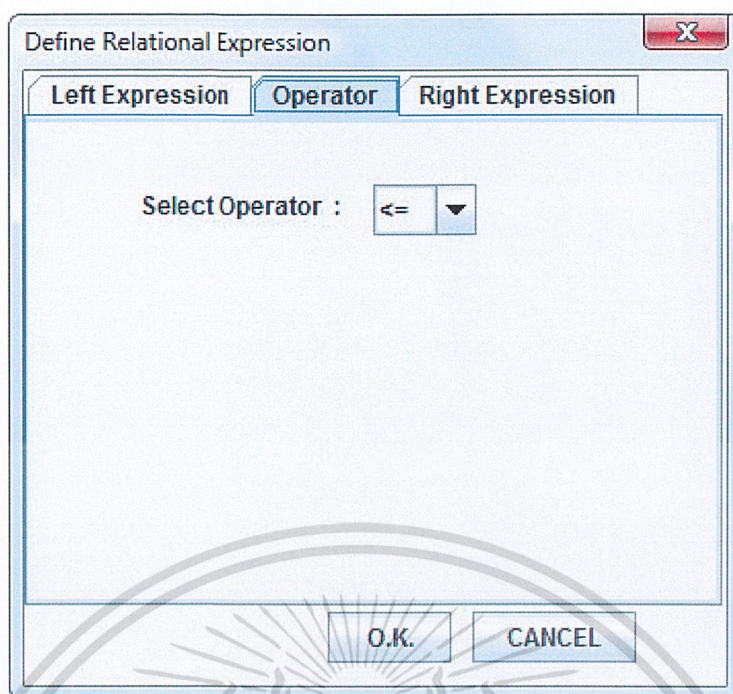 Define Relational Expression
Left Expression Operator Right Expression
Select Operator : <=
O.K. CANCEL